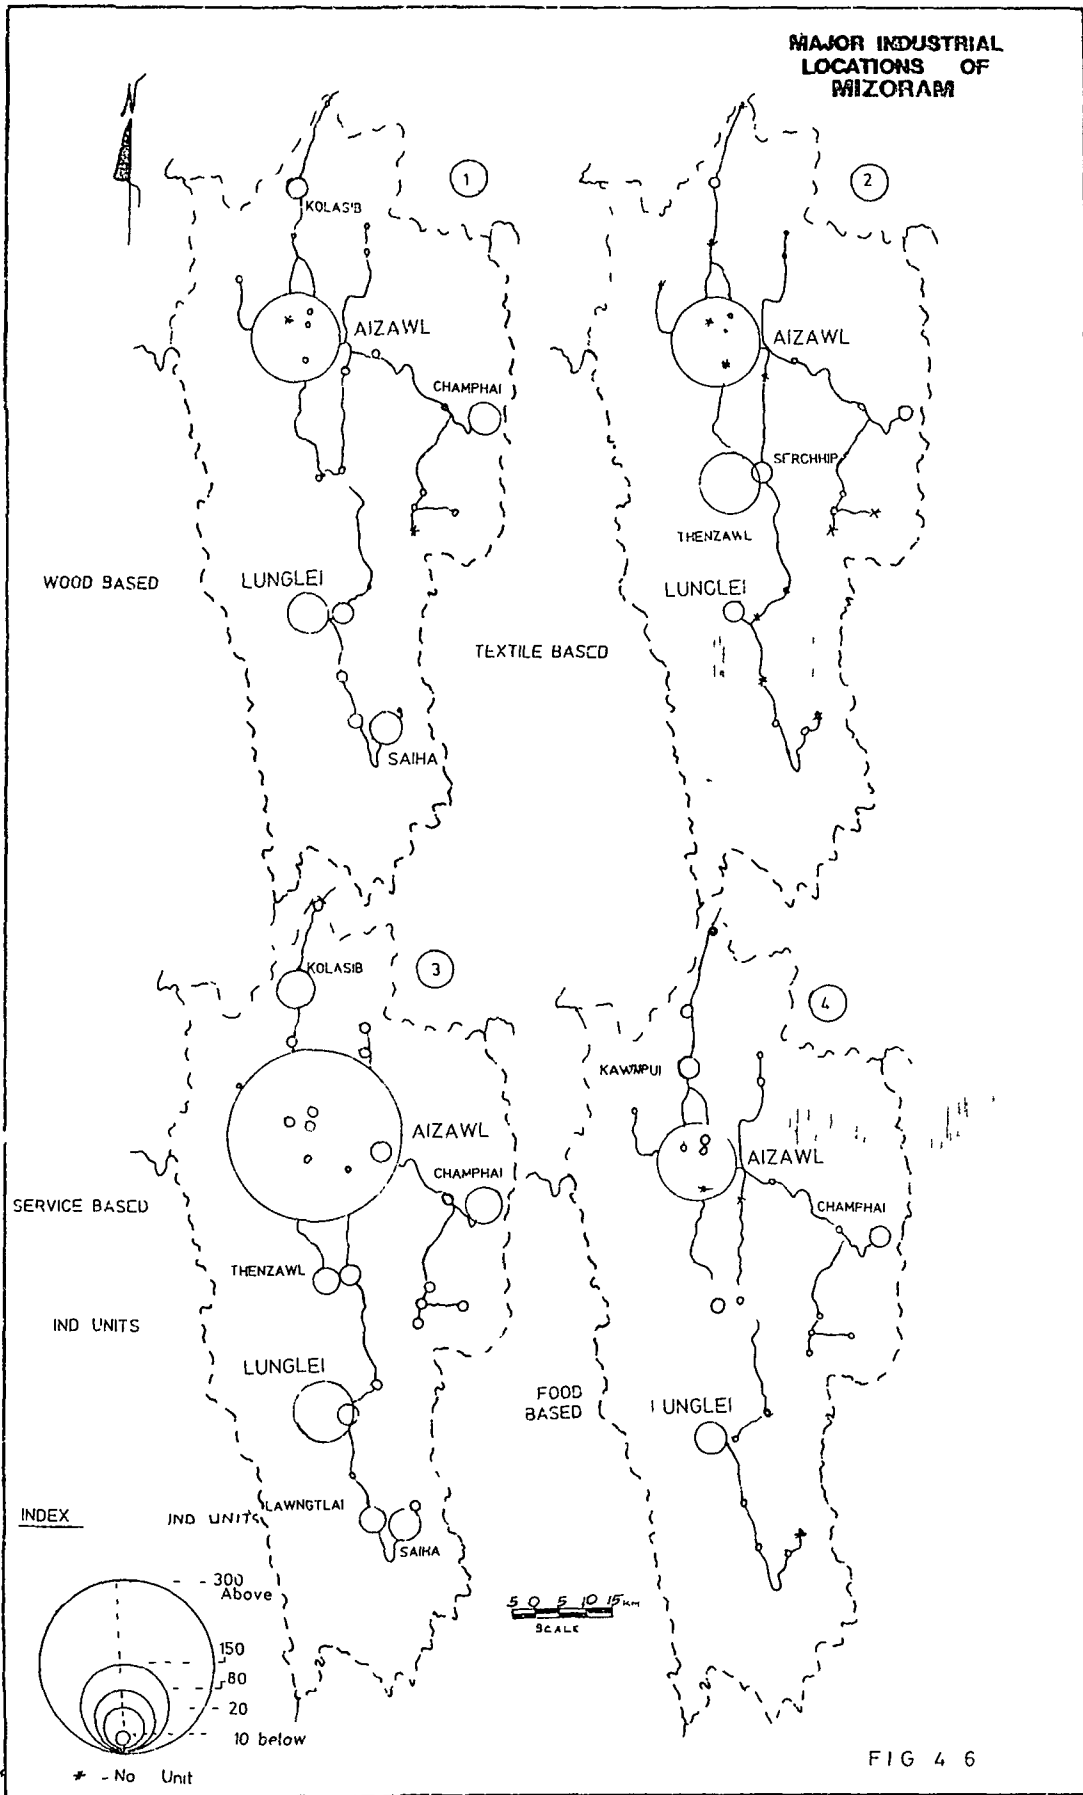 MAJOR INDUSTRIAL
LOCATIONS OF
MIZORAM
N
1
KOLAS'B
AIZAWL
CHAMPHAI
WOOD BASED
LUNGLEI
SAIHA
2
AIZAWL
SERCHHIP
THENZAWL
LUNGLEI
TEXTILE BASED
3
KOLASIB
AIZAWL
CHAMPHAI
SERVICE BASED
THENZAWL
IND UNITS
LUNGLEI
LAWNGTLAI
SAIHA
4
KAWNPUI
AIZAWL
CHAMPHAI
FOOD
BASED
LUNGLEI
INDEX
IND UNITS
300
Above
150
80
20
10 below
* - No Unit
5 0 5 10 15 KM
SCALE
FIG 4 6